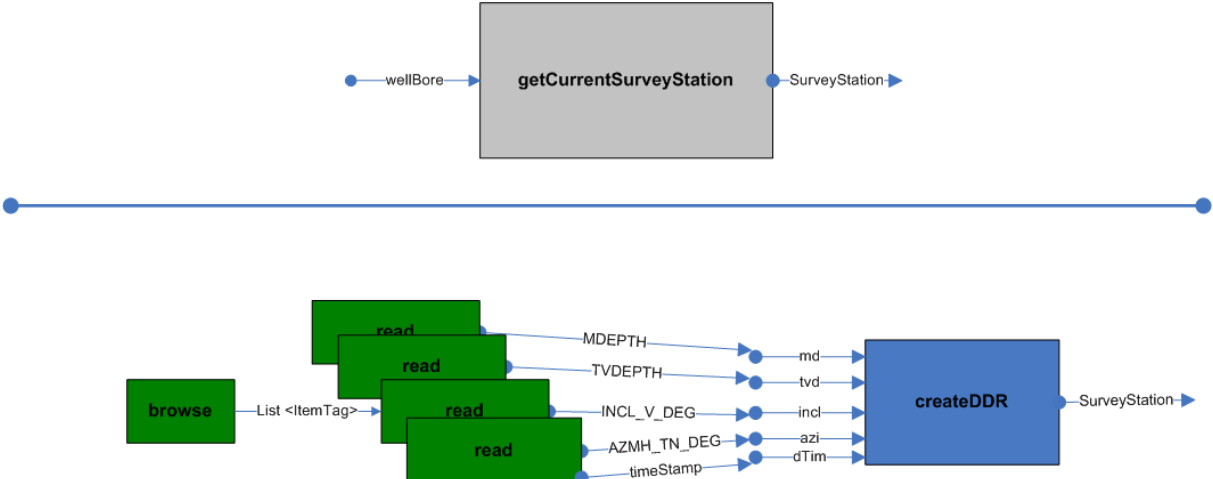 wellBore
getCurrentSurveyStation
SurveyStation
read
MDEPTH
md
read
TVDEPTH
tvd
browse
List <ItemTag>
read
INCL_V_DEG
incl
createDDR
SurveyStation
read
AZMH_TN_DEG
azi
timeStamp
dTim